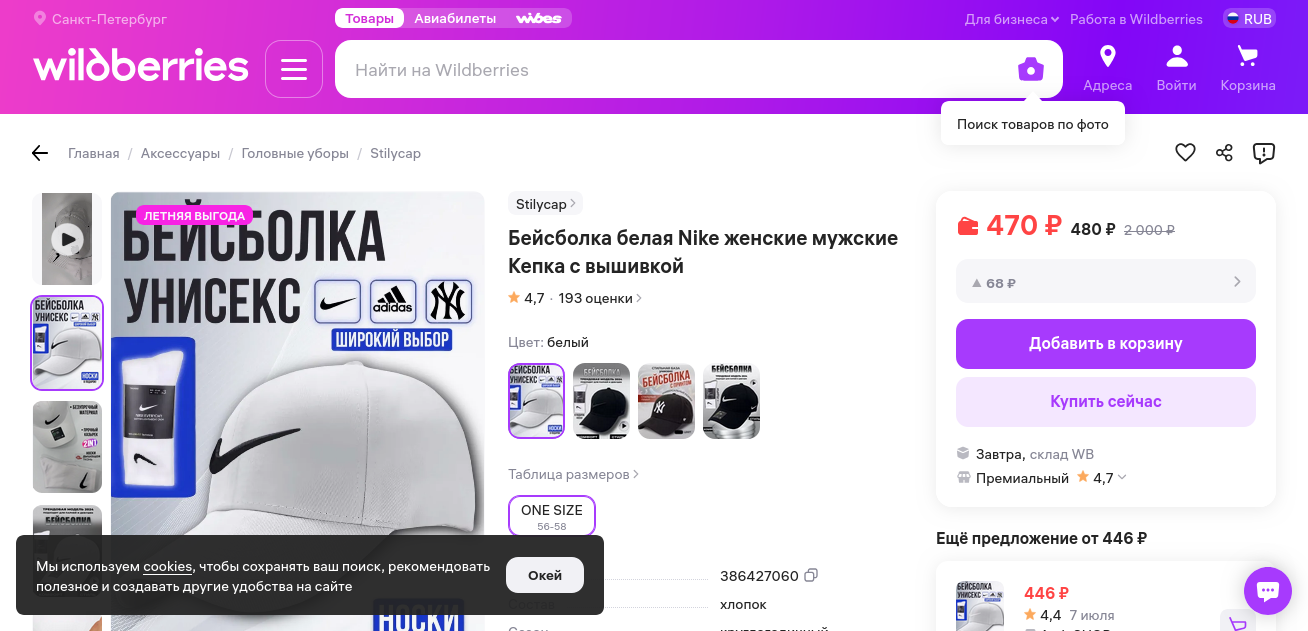 Санкт-Петербург
Товары
Авиабилеты
wibes
Для бизнеса
Работа в Wildberries
RUB
wildberries
Найти на Wildberries
Адреса
Войти
Корзина
Поиск товаров по фото
Главная / Аксессуары / Головные уборы / Stilycap
ЛЕТНЯЯ ВЫГОДА
БЕЙСБОЛКА
УНИСЕКС
adidas
NY
ШИРОКИЙ ВЫБОР
НОСКИ
Stilycap
Бейсболка белая Nike женские мужские
Кепка с вышивкой
4,7 · 193 оценки
Цвет: белый
Таблица размеров
ONE SIZE
56-58
386427060
Состав
хлопок
Сезон
круглогодичный
470 ₽ 480 ₽ 2 000 ₽
68 ₽
Добавить в корзину
Купить сейчас
Завтра, склад WB
Премиальный 4,7
Ещё предложение от 446 ₽
446 ₽
4,4 7 июля
Мы используем cookies, чтобы сохранять ваш поиск, рекомендовать
полезное и создавать другие удобства на сайте
Окей